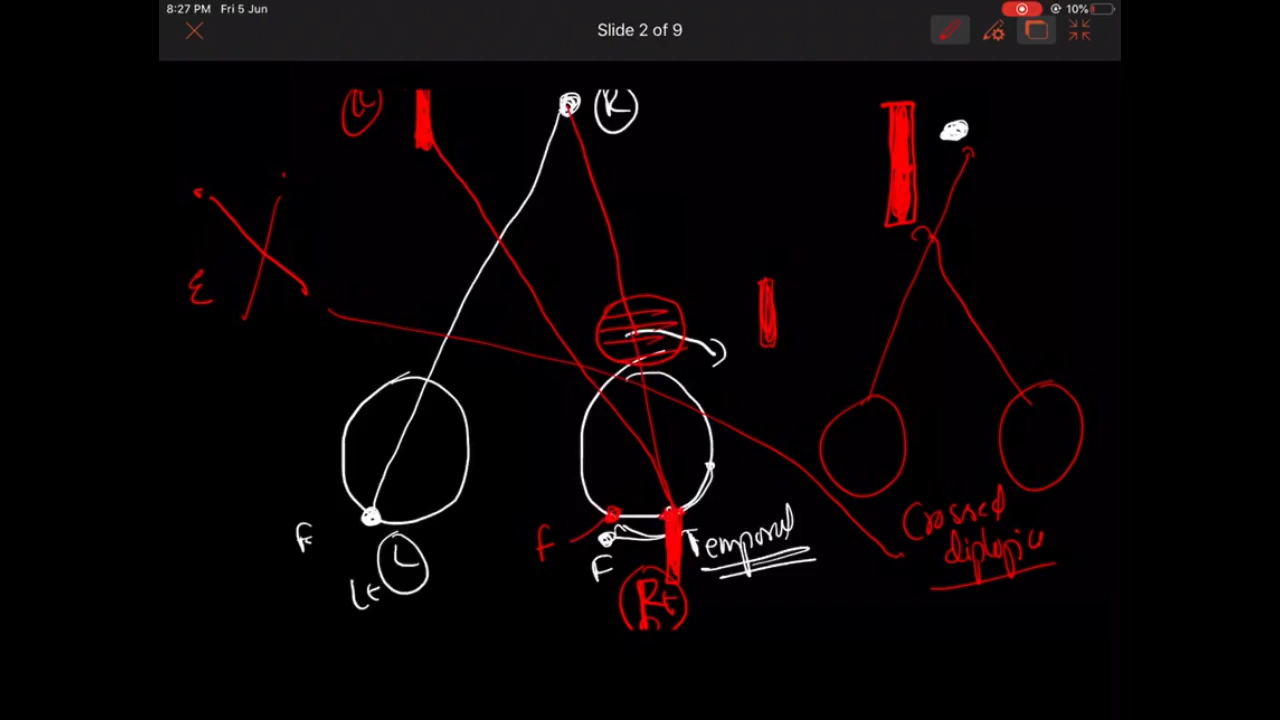 8:27 PM Fri 5 Jun
10%
Slide 2 of 9
L
R
E
F
L
Lt
F
F
Temporal
Rt
Crossed
diplopia